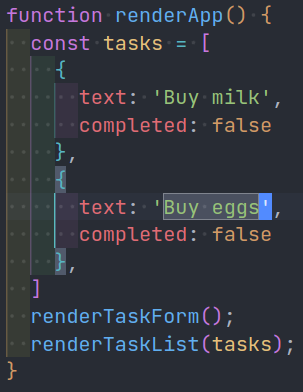 function renderApp() {
  const tasks = [
    {
      text: 'Buy milk',
      completed: false
    },
    {
      text: 'Buy eggs',
      completed: false
    },
  ]
  renderTaskForm();
  renderTaskList(tasks);
}